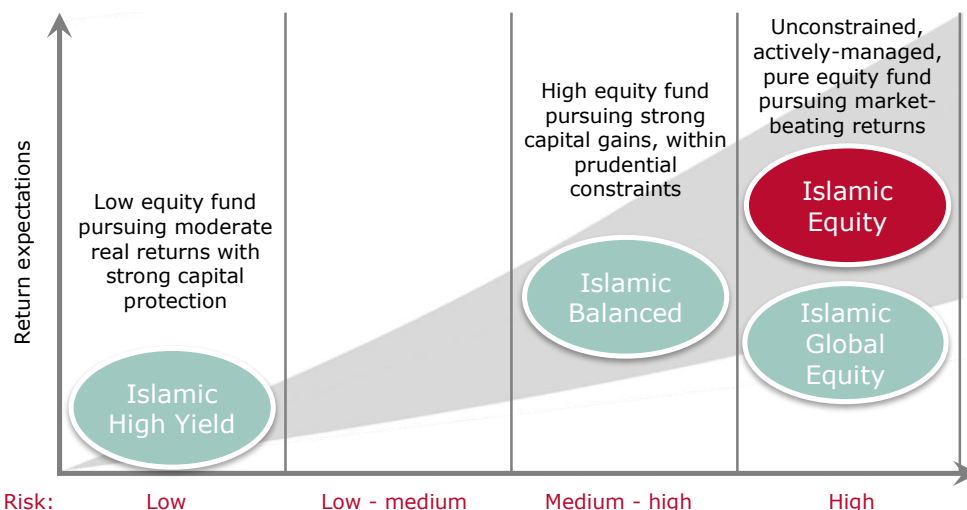 Return expectations
Low equity fund
pursuing moderate
real returns with
strong capital
protection
Islamic
High Yield
High equity fund
pursuing strong
capital gains, within
prudential
constraints
Islamic
Balanced
Unconstrained,
actively-managed,
pure equity fund
pursuing market-
beating returns
Islamic
Equity
Islamic
Global
Equity
Risk: Low Low - medium Medium - high High